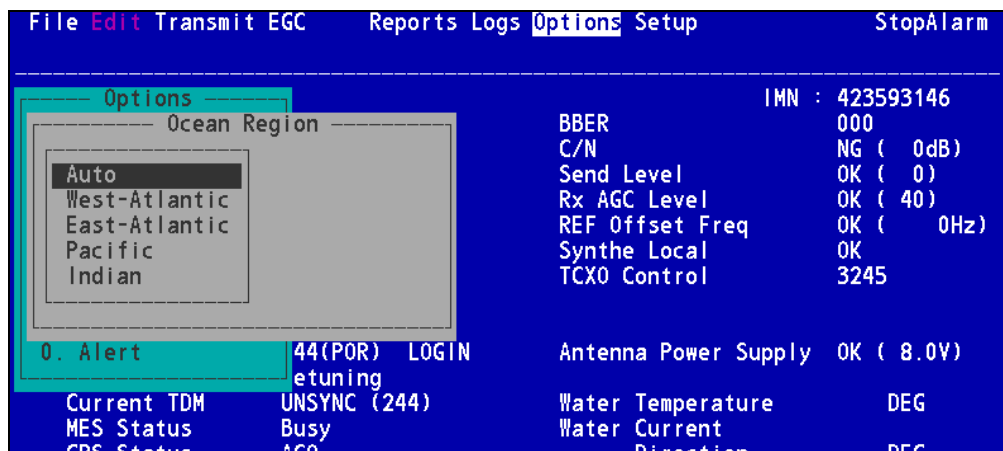 File Edit Transmit EGC Reports Logs Options Setup StopAlarm
Options
IMN : 423593146
Ocean Region
BBER 000
C/N NG ( 0dB)
Auto
Send Level OK ( 0)
West-Atlantic
Rx AGC Level OK ( 40)
East-Atlantic
REF Offset Freq OK ( 0Hz)
Pacific
Synthe Local OK
Indian
TCXO Control 3245
0. Alert
44(POR) LOGIN
Antenna Power Supply OK ( 8.0V)
etuning
Current TDM UNSYNC (244)
Water Temperature DEG
MES Status Busy
Water Current